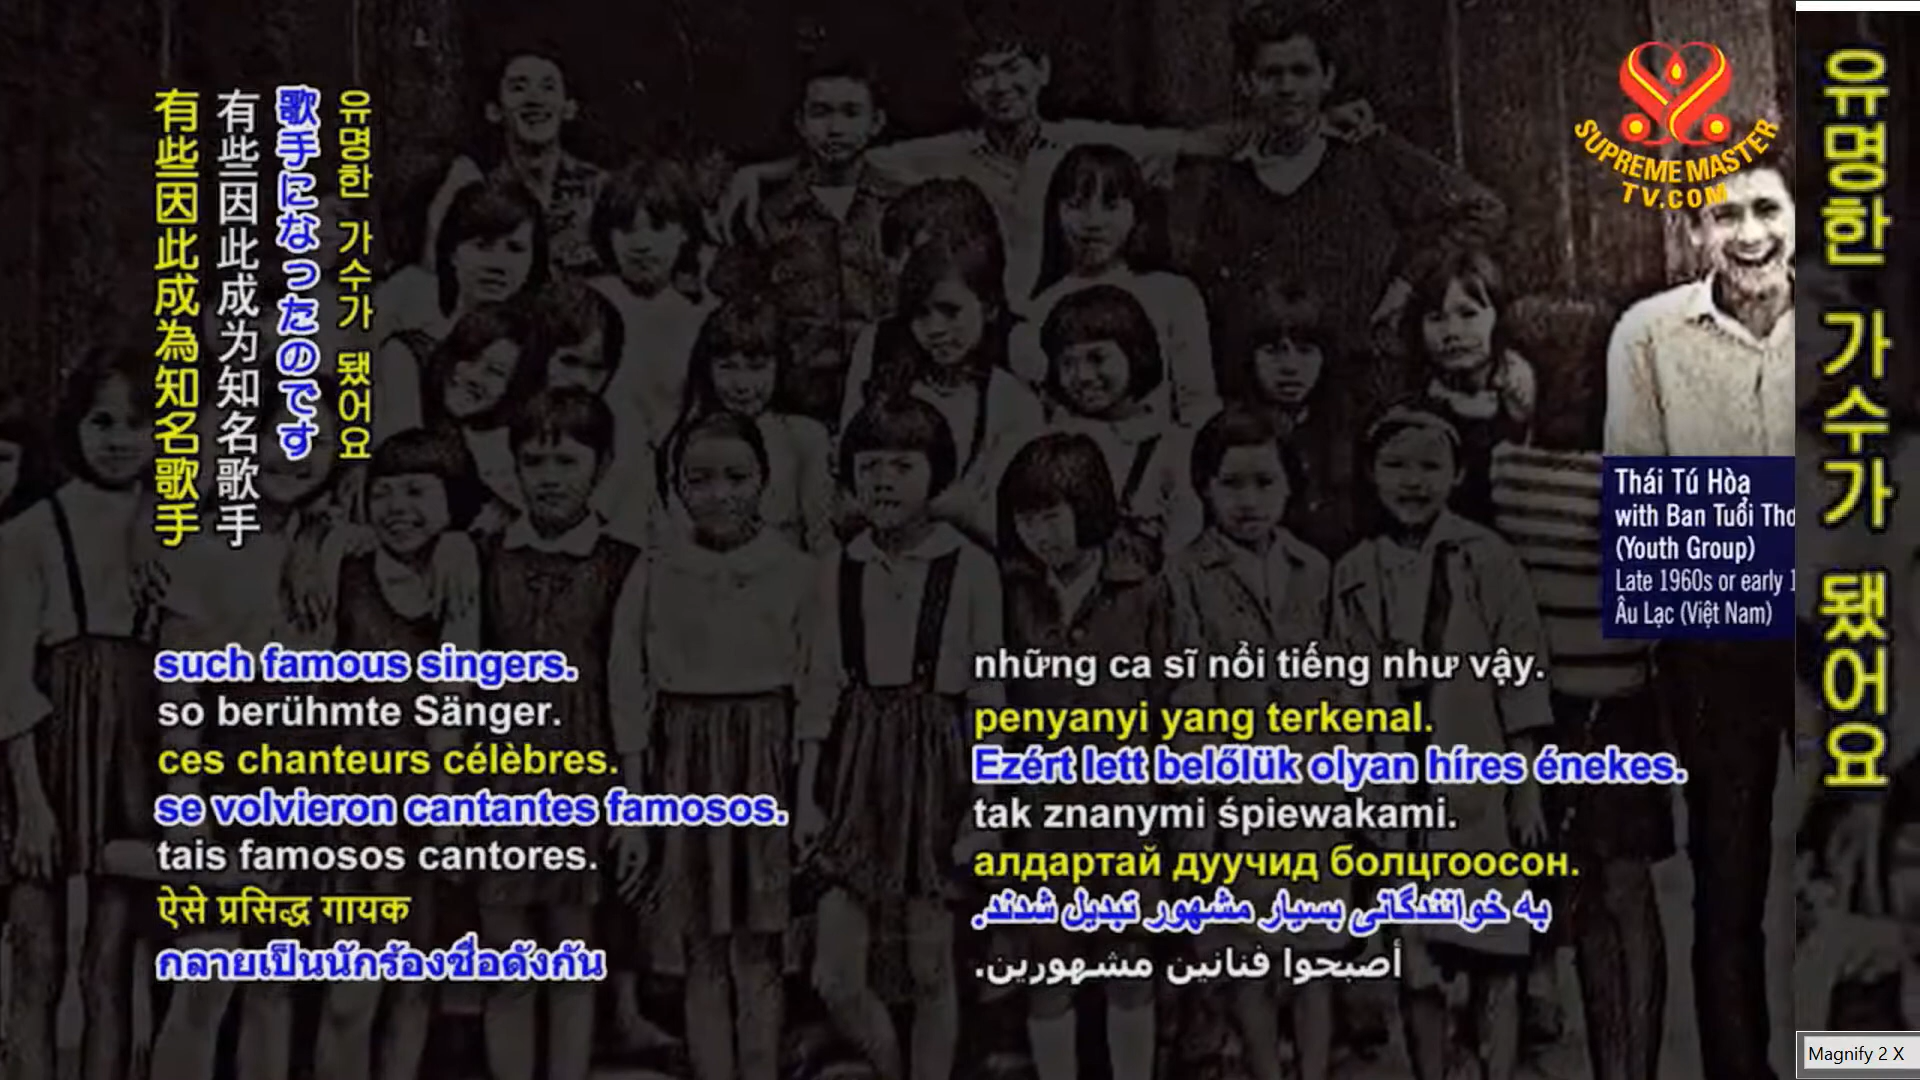 有些因此成為知名歌手
有些因此成为知名歌手
歌手になったのです
유명한 가수가 됐어요
SUPREME MASTER
TV.COM
유명한 가수가 됐어요
Thái Tú Hòa
with Ban Tuổi Thơ
(Youth Group)
Late 1960s or early 1
Âu Lạc (Việt Nam)
such famous singers.
so berühmte Sänger.
ces chanteurs célèbres.
se volvieron cantantes famosos.
tais famosos cantores.
ऐसे प्रसिद्ध गायक
กลายเป็นนักร้องชื่อดังกัน
những ca sĩ nổi tiếng như vậy.
penyanyi yang terkenal.
Ezért lett belőlük olyan híres énekes.
tak znanymi śpiewakami.
алдартай дуучид болцгоосон.
به خوانندگانی بسیار مشهور تبدیل شدند.
أصبحوا فنانين مشهورين.
Magnify 2 X